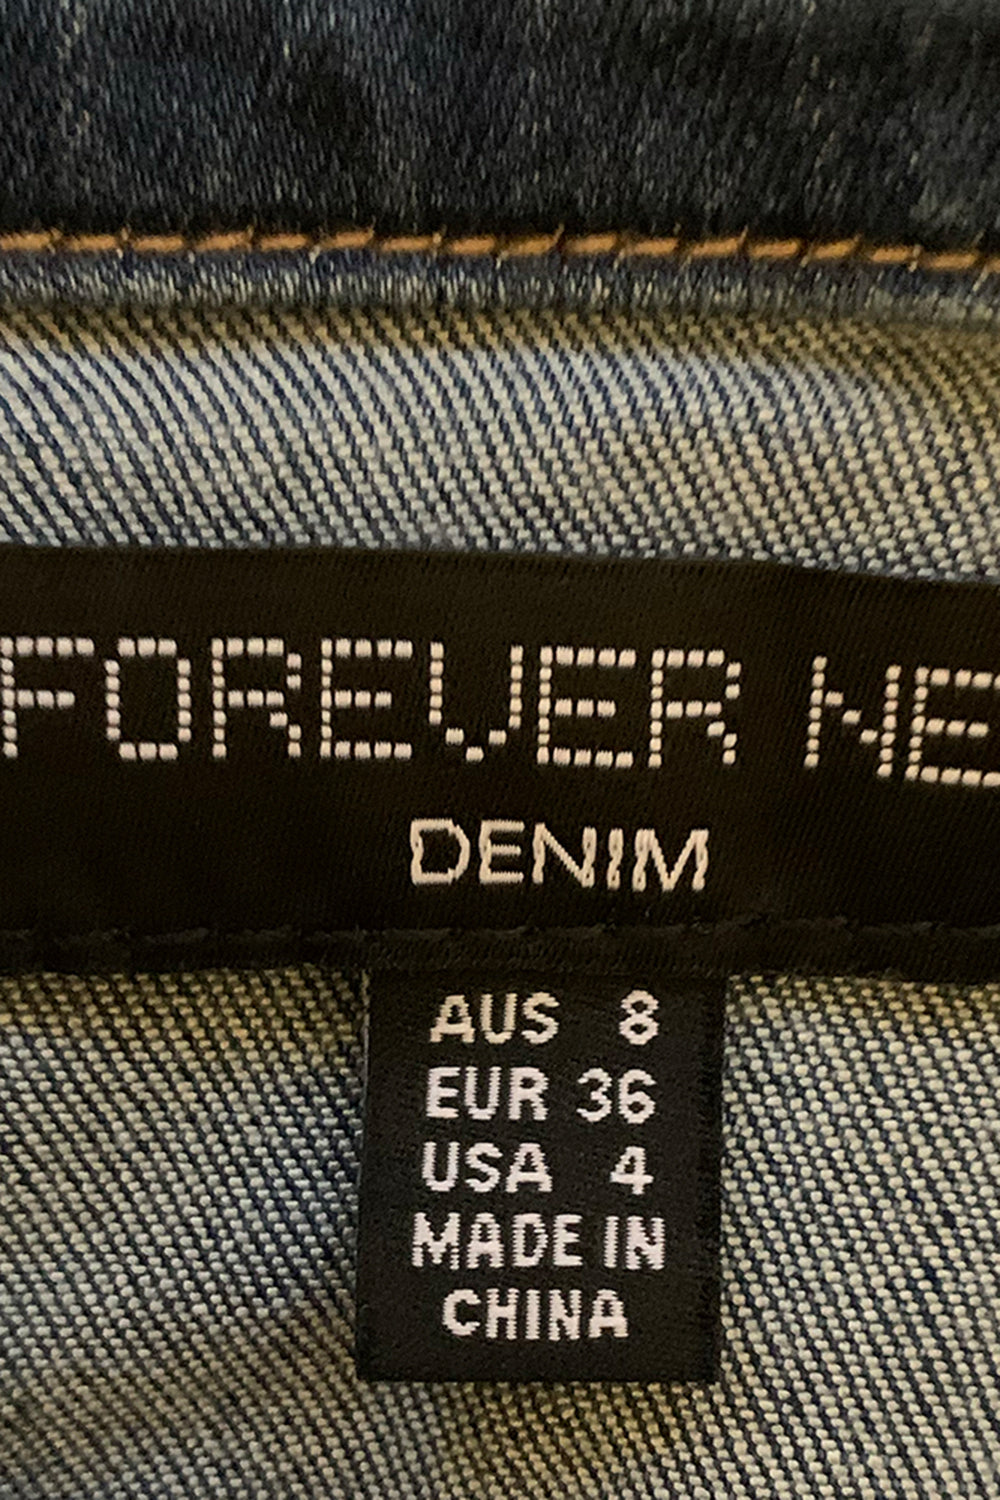 FOREVER NE
DENIM
AUS 8
EUR 36
USA 4
MADE IN
CHINA